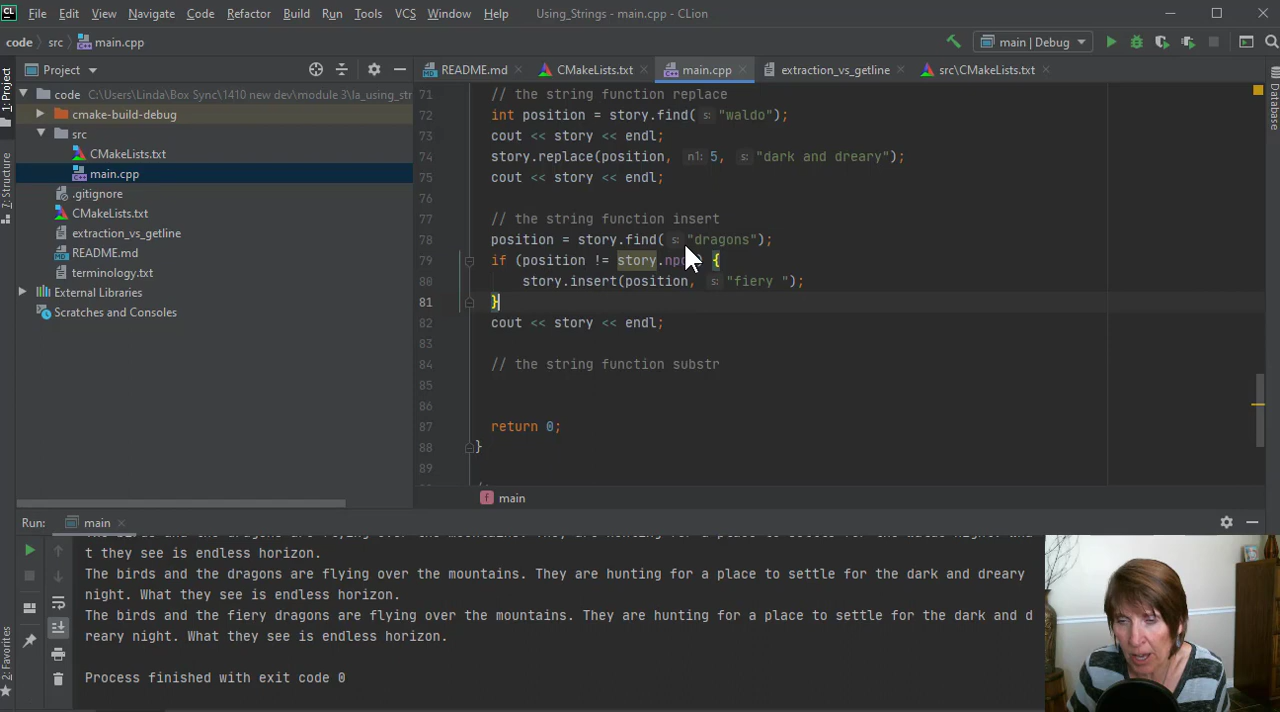 CL File Edit View Navigate Code Refactor Build Run Tools VCS Window Help Using_Strings - main.cpp - CLion
code src main.cpp main | Debug
1: Project
Project README.md CMakeLists.txt main.cpp extraction_vs_getline src\CMakeLists.txt
code C:\Users\Linda\Box Sync\1410 new dev\module 3\la_using_str
cmake-build-debug
src
CMakeLists.txt
main.cpp
.gitignore
CMakeLists.txt
extraction_vs_getline
README.md
terminology.txt
External Libraries
Scratches and Consoles
7: Structure
2: Favorites
Database
71 // the string function replace
72 int position = story.find( s: "waldo");
73 cout << story << endl;
74 story.replace(position, n1: 5, s: "dark and dreary");
75 cout << story << endl;
76
77 // the string function insert
78 position = story.find( s: "dragons");
79 if (position != story. {
80 story.insert(position, s: "fiery ");
81 }
82 cout << story << endl;
83
84 // the string function substr
85
86
87 return 0;
88 }
89
f main
Run: main
t they see is endless horizon.
The birds and the dragons are flying over the mountains. They are hunting for a place to settle for the dark and dreary
night. What they see is endless horizon.
The birds and the fiery dragons are flying over the mountains. They are hunting for a place to settle for the dark and d
reary night. What they see is endless horizon.
Process finished with exit code 0